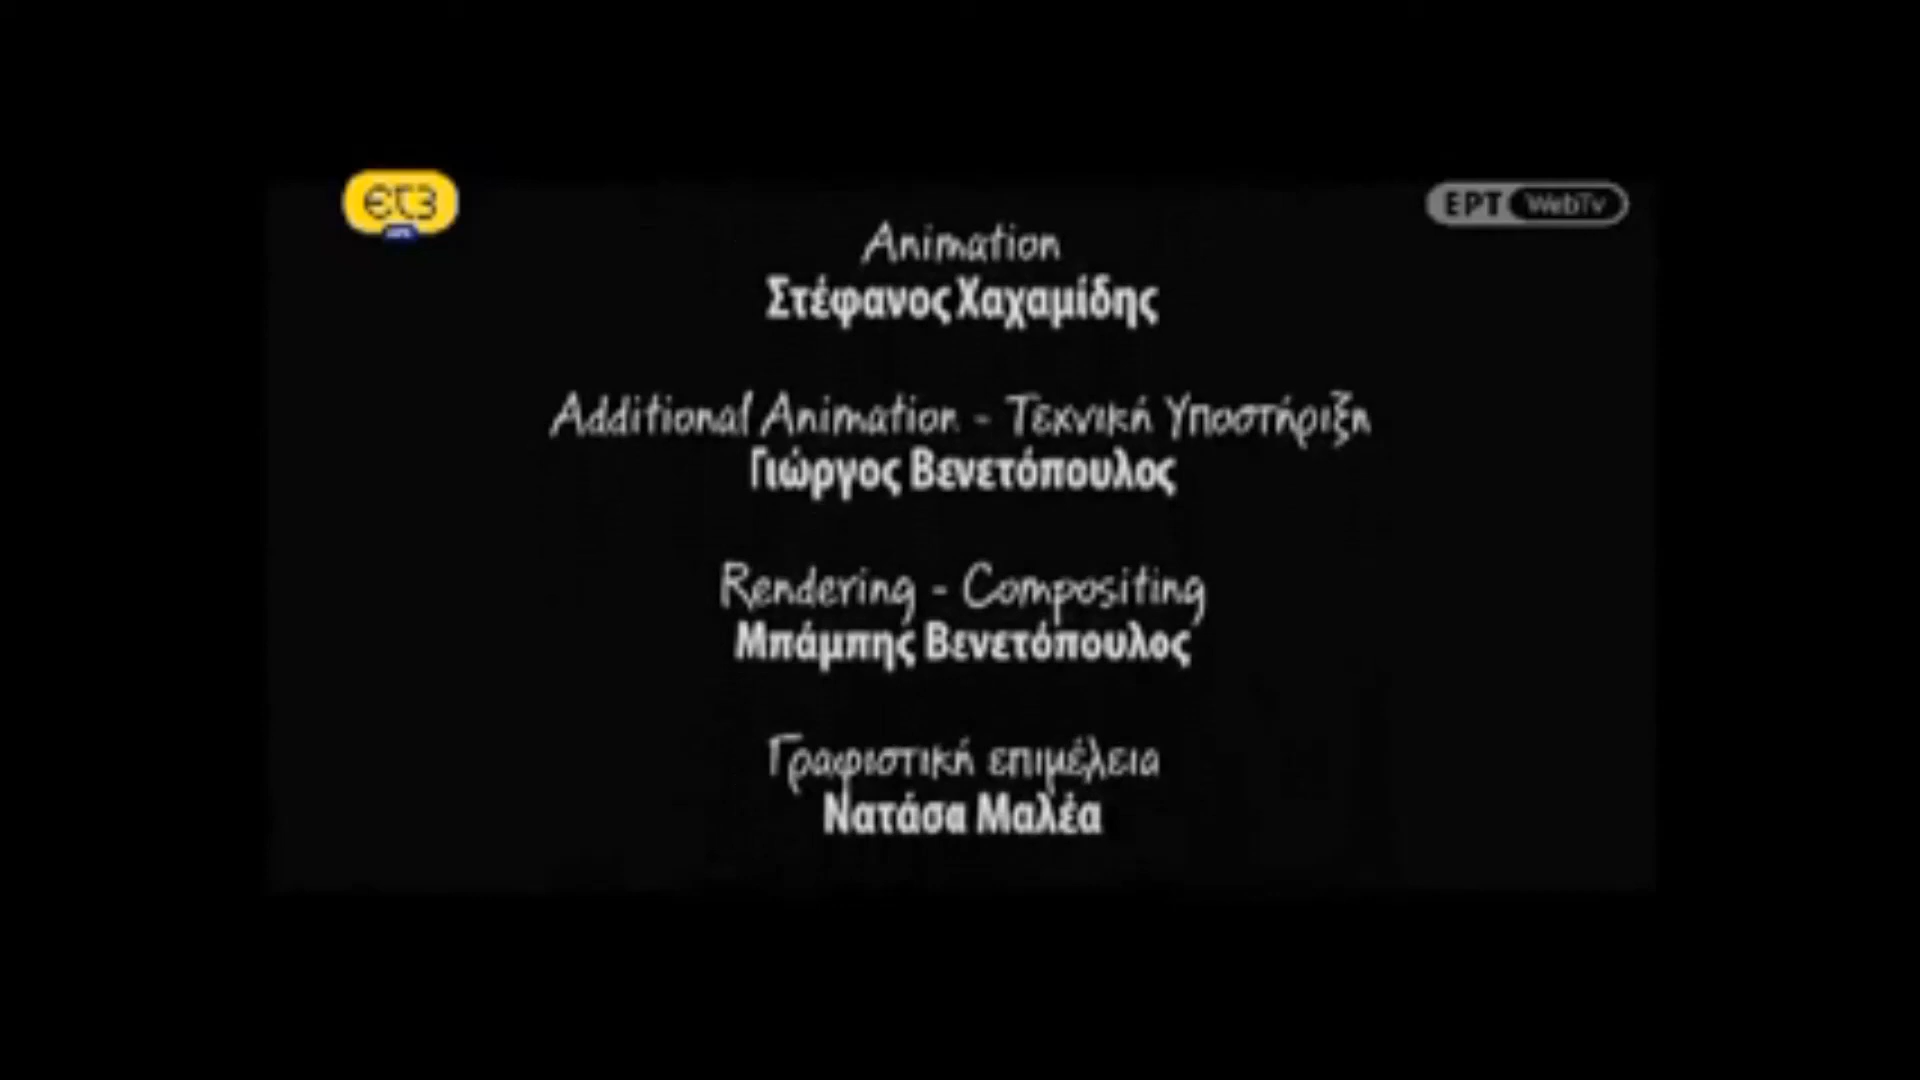 ετ3
ΕΡΤ WebTv
Animation
Στέφανος Χαχαμίδης
Additional Animation - Τεχνική Υποστήριξη
Γιώργος Βενετόπουλος
Rendering - Compositing
Μπάμπης Βενετόπουλος
Γραφιστική επιμέλεια
Νατάσα Μαλέα